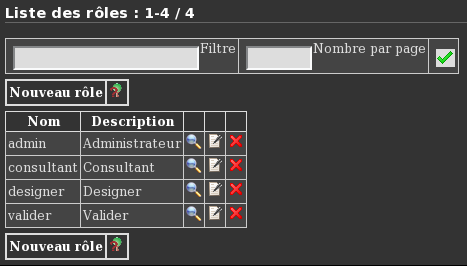 Liste des rôles : 1-4 / 4
Filtre Nombre par page
Nouveau rôle
Nom Description
admin Administrateur
consultant Consultant
designer Designer
valider Valider
Nouveau rôle